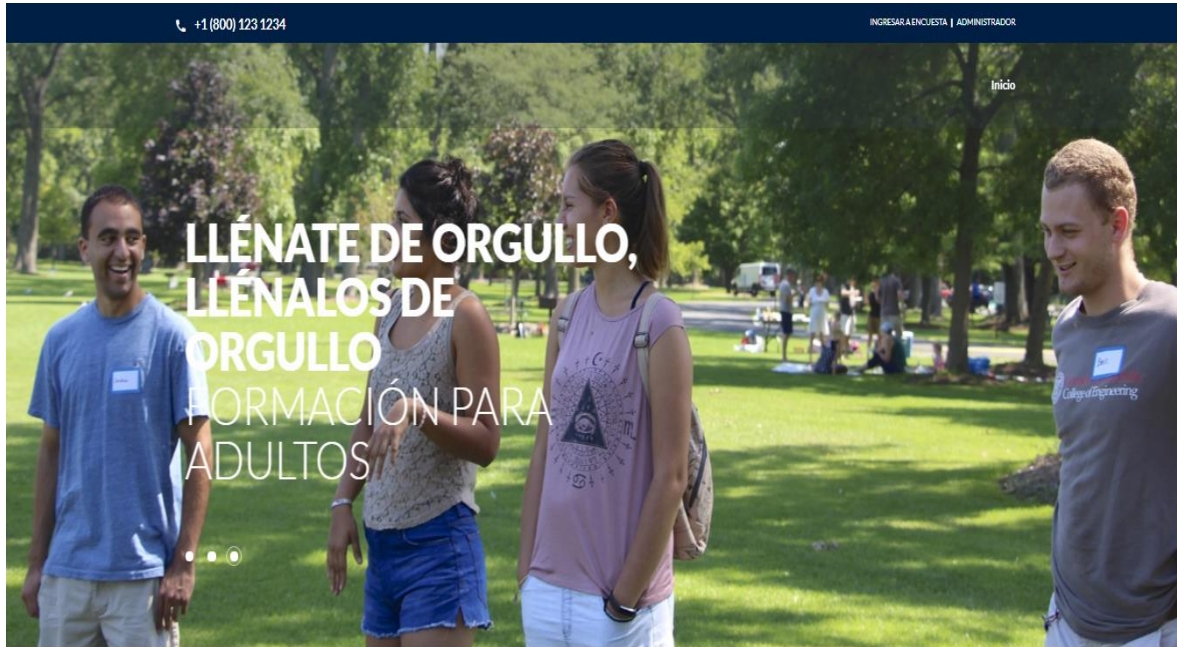 +1 (800) 123 1234
INGRESAR A ENCUESTA | ADMINISTRADOR
Inicio
LLÉNATE DE ORGULLO,
LLÉNALOS DE
ORGULLO
FORMACIÓN PARA
ADULTOS
College of Engineering